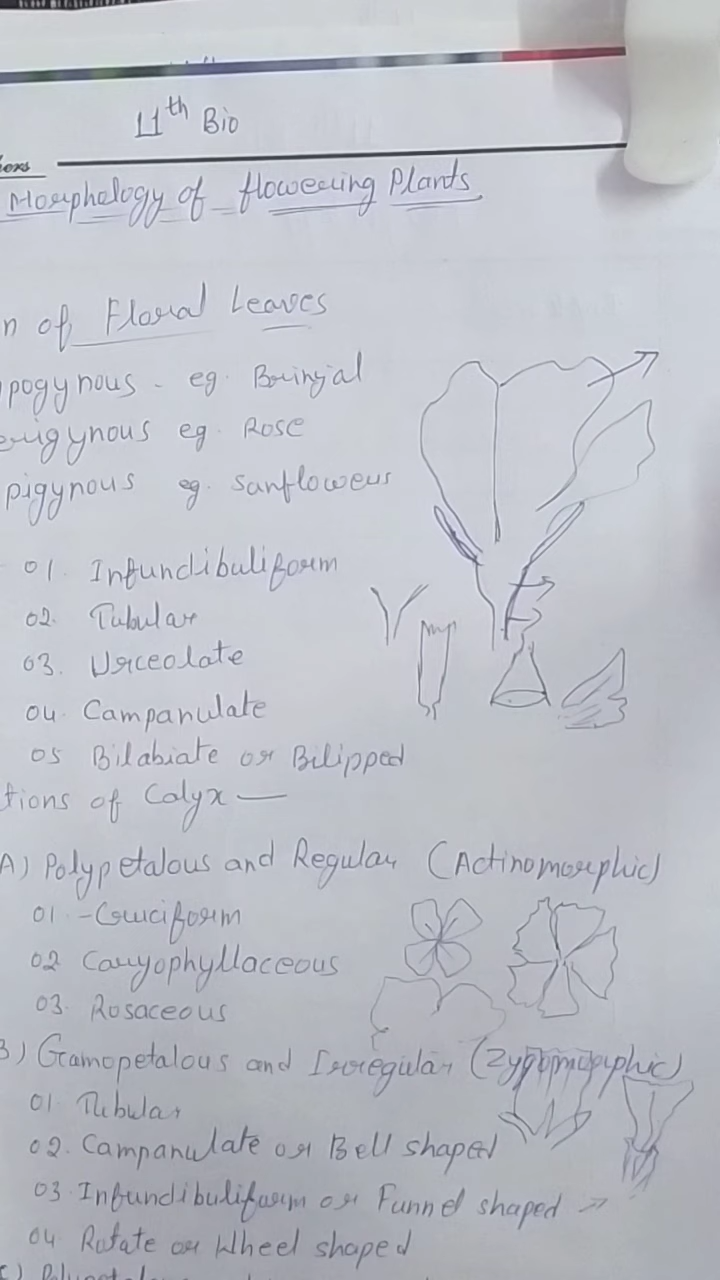 11th Bio
hers
Morphology of flowering Plants
n of Floral Leaves
pogynous - eg. Brinjal
erigynous eg. Rose
pigynous eg. Sanflower
01. Infundibuliform
02. Tubular
03. Urceolate
04. Campanulate
05 Bilabiate or Bilipped
tions of Calyx —
A) Polypetalous and Regular (Actinomorphic)
01 - Cruciform
02 Caryophyllaceous
03. Rosaceous
B) Gamopetalous and Irregular (Zygomorphic)
01. Tubular
02. Campanulate or Bell shaped
03. Infundibuliform or Funnel shaped
04 Rotate or Wheel shaped